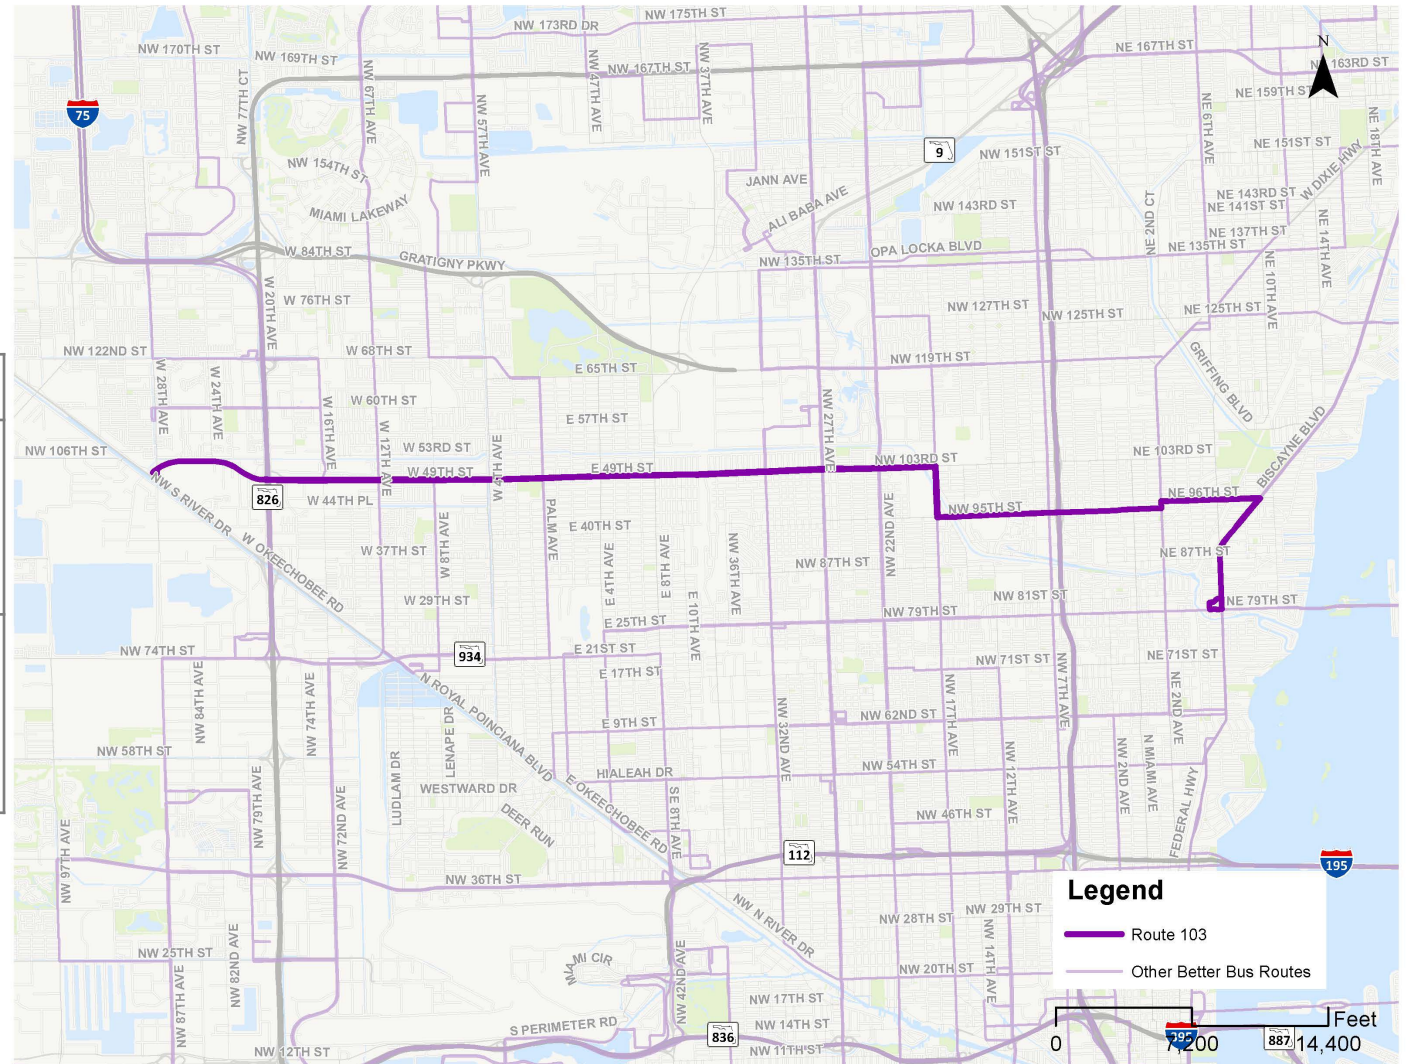 NW 175TH ST
NW 173RD DR
NW 170TH ST
NW 169TH ST
NW 167TH ST
NE 167TH ST
N
NW 163RD ST
NW 77TH CT
NW 67TH AVE
NW 57TH AVE
NW 47TH AVE
NW 37TH AVE
75
NE 6TH AVE
NE 159TH ST
NE 18TH AVE
9
NW 151ST ST
NE 151ST ST
NW 154TH ST
MIAMI LAKEWAY
JANN AVE
ALI BABA AVE
NW 143RD ST
NE 2ND CT
NE 143RD ST
NE 141ST ST
W DIXIE HWY
NE 137TH ST
NE 135TH ST
NE 14TH AVE
W 84TH ST
GRATIGNY PKWY
NW 135TH ST
OPA LOCKA BLVD
NE 10TH AVE
W 20TH AVE
W 76TH ST
NW 127TH ST
NW 125TH ST
NE 125TH ST
NW 122ND ST
W 68TH ST
E 65TH ST
NW 119TH ST
GRIFFING BLVD
W 28TH AVE
W 24TH AVE
W 19TH AVE
W 60TH ST
W 12TH AVE
E 57TH ST
NW 27TH AVE
BISCAYNE BLVD
NW 106TH ST
W 53RD ST
W 4TH AVE
NE 103RD ST
W 49TH ST
E 49TH ST
NW 103RD ST
NW S RIVER DR
826
W 44TH PL
NW 22ND AVE
NW 95TH ST
NE 96TH ST
W OKEECHOBEE RD
W 37TH ST
W 8TH AVE
PALM AVE
E 40TH ST
E 4TH AVE
E 8TH AVE
E 10TH AVE
NW 36TH AVE
NW 87TH ST
NE 87TH ST
W 29TH ST
E 25TH ST
NW 79TH ST
NW 81ST ST
NE 79TH ST
NW 74TH ST
934
E 21ST ST
E 17TH ST
NW 71ST ST
NE 71ST ST
NW 84TH AVE
NW 74TH AVE
N ROYAL POINCIANA BLVD
LENAPE DR
E 9TH ST
NW 32ND AVE
NW 62ND ST
NW 17TH AVE
NW 7TH AVE
NE 2ND AVE
NW 58TH ST
LUDLAM DR
WESTWARD DR
DEER RUN
HIALEAH DR
E OKEECHOBEE RD
NW 54TH ST
NW 12TH AVE
NW 2ND AVE
N MIAMI AVE
FEDERAL HWY
NW 97TH AVE
NW 79TH AVE
NW 72ND AVE
SE 8TH AVE
NW 46TH ST
112
195
NW 36TH ST
Legend
Route 103
Other Better Bus Routes
NW N RIVER DR
NW 28TH ST
NW 29TH ST
NW 14TH AVE
NW 25TH ST
NW 82ND AVE
NW 87TH AVE
MIAMI CIR
NW 42ND AVE
NW 20TH ST
NW 17TH ST
S PERIMETER RD
836
NW 14TH ST
NW 12TH ST
NW 11TH ST
Feet
0 7,200 14,400
395
887